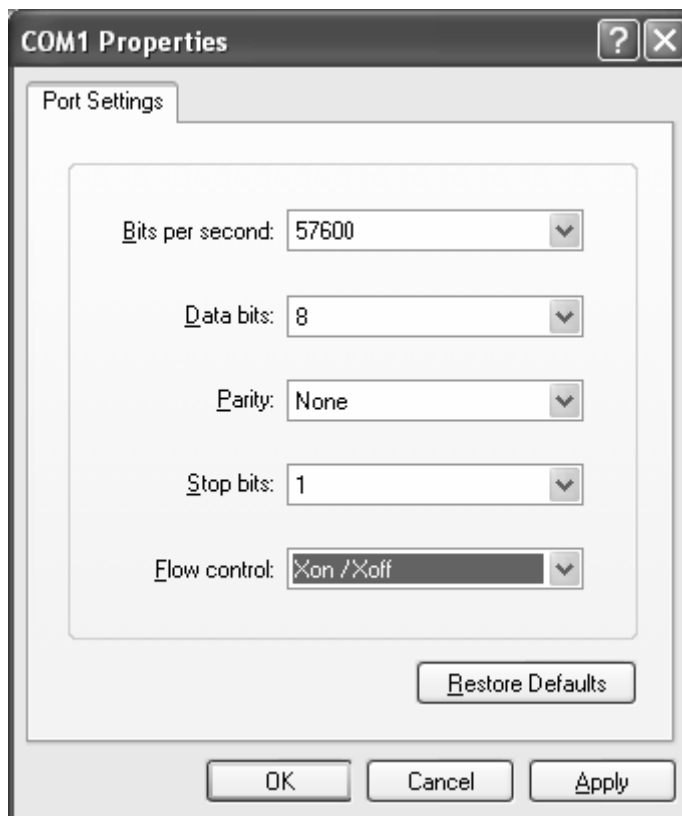 COM1 Properties
Port Settings
Bits per second: 57600
Data bits: 8
Parity: None
Stop bits: 1
Flow control: Xon / Xoff
Restore Defaults
OK Cancel Apply